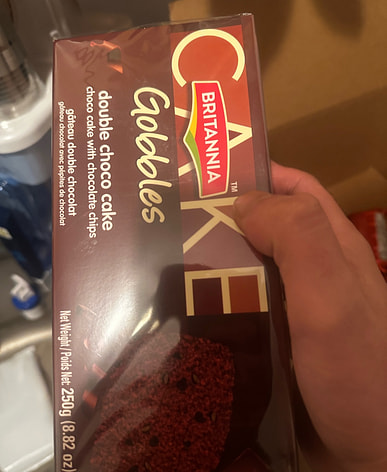 CAKE
BRITANNIA
TM
Gobbles
double choco cake
choco cake with chocolate chips
gâteau double chocolat
gâteau chocolat avec pépites de chocolat
Net Weight / Poids Net: 250g (8.82 oz)